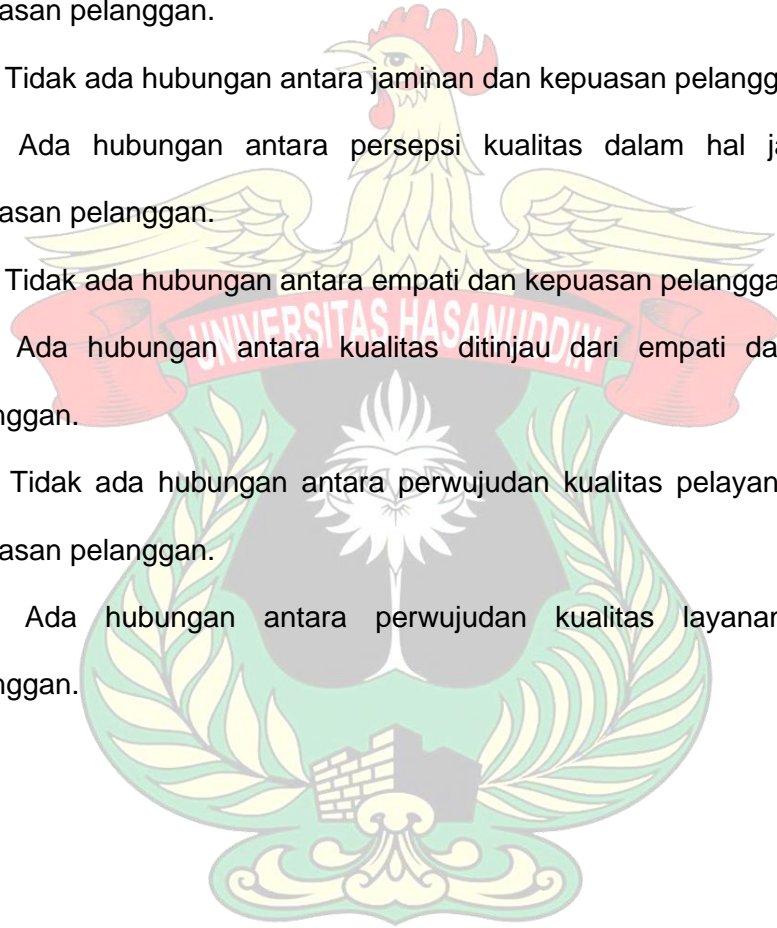 asan pelanggan.
Tidak ada hubungan antara jaminan dan kepuasan pelangg
Ada hubungan antara persepsi kualitas dalam hal ja
asan pelanggan.
Tidak ada hubungan antara empati dan kepuasan pelangga
UNIVERSITAS HASANUDDIN
Ada hubungan antara kualitas ditinjau dari empati da
nggan.
Tidak ada hubungan antara perwujudan kualitas pelayan
asan pelanggan.
Ada hubungan antara perwujudan kualitas layanan
nggan.